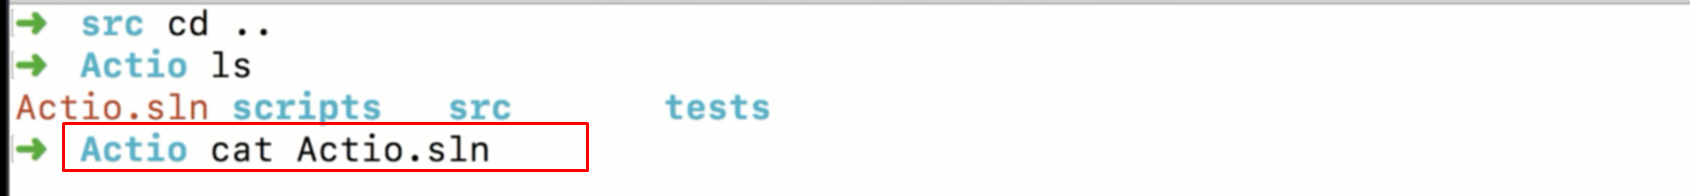 ➜ src cd ..
➜ Actio ls
Actio.sln scripts src tests
➜ Actio cat Actio.sln